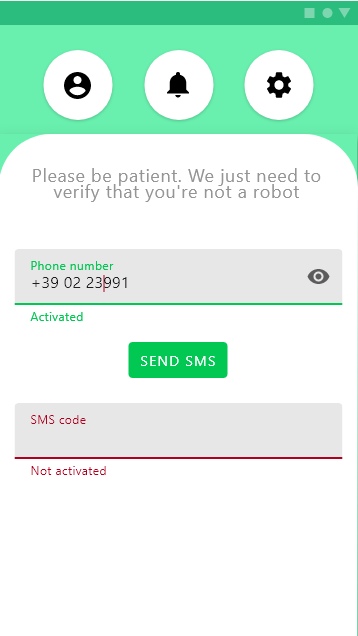 Please be patient. We just need to
verify that you're not a robot
Phone number
+39 02 23991
Activated
SEND SMS
SMS code
Not activated